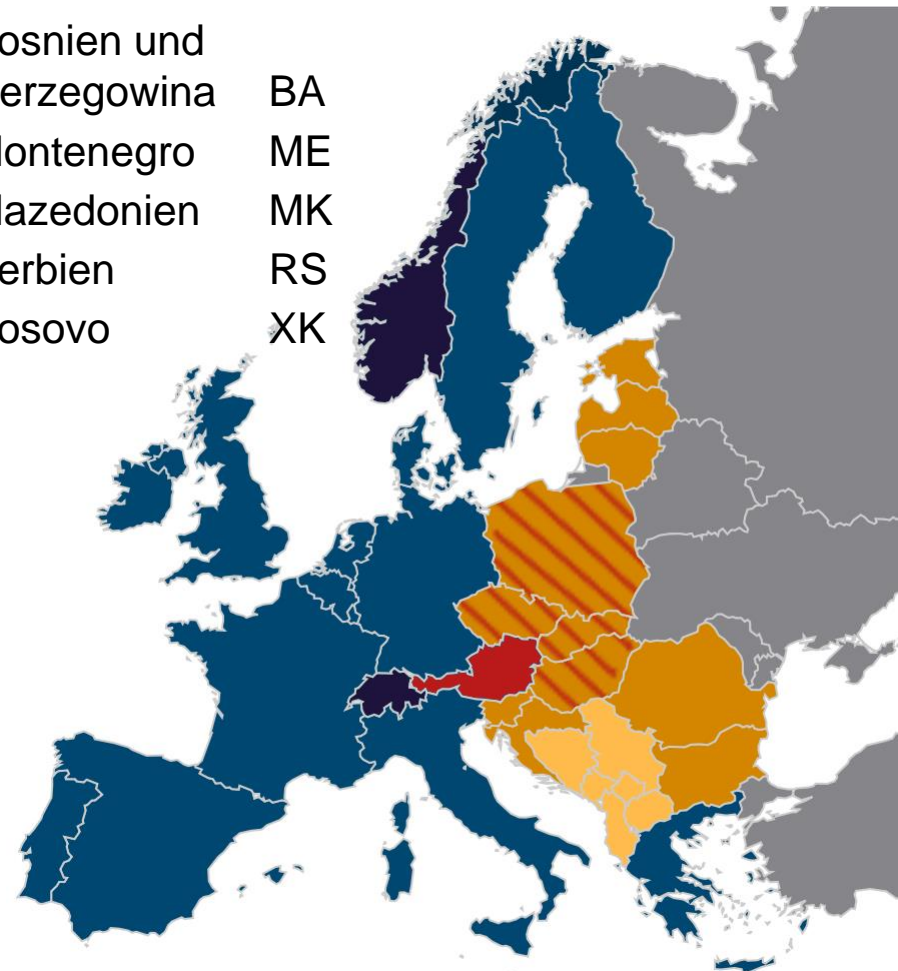 osnien und
erzegowina BA
ontenegro ME
azedonien MK
erbien RS
osovo XK